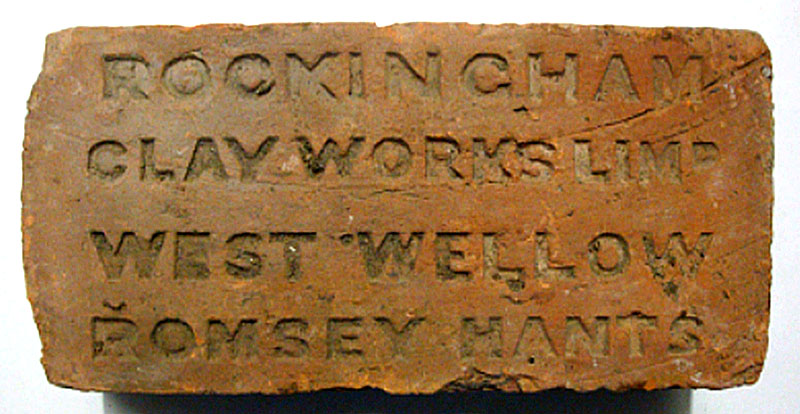 ROCKINGHAM
CLAY WORKS LIMD
WEST WELLOW
ROMSEY HANTS